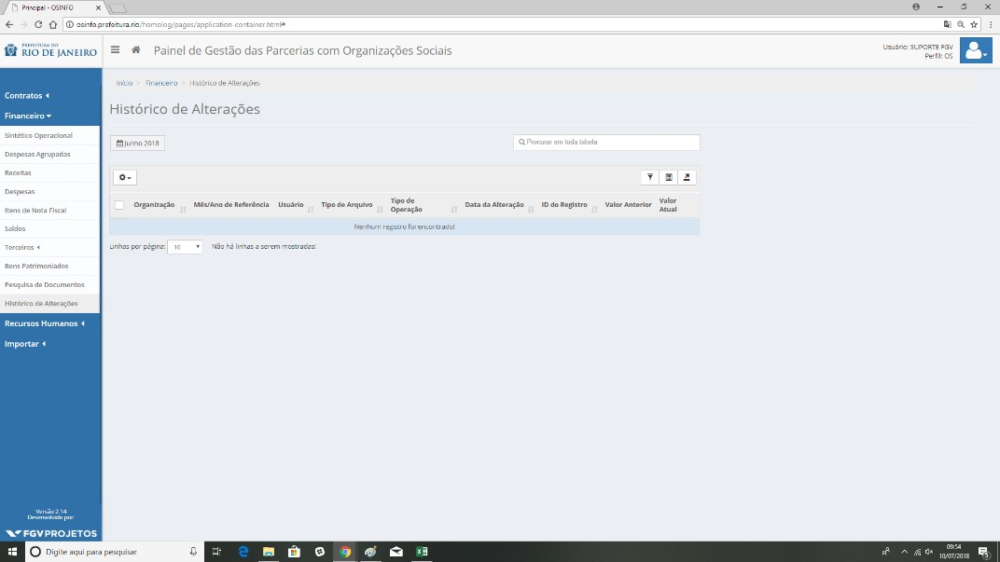 Principal - OSINFO
osinfo.prefeitura.rio/homolog/pages/application-container.html#
PREFEITURA DO
RIO DE JANEIRO
Painel de Gestão das Parcerias com Organizações Sociais
Usuário: SUPORTE FGV
Perfil: OS
Início > Financeiro > Histórico de Alterações
Contratos
Financeiro
Sintético Operacional
Despesas Agrupadas
Receitas
Despesas
Itens de Nota Fiscal
Saldos
Terceiros
Bens Patrimoniados
Pesquisa de Documentos
Histórico de Alterações
Recursos Humanos
Importar
Histórico de Alterações
Junho 2018
Procurar em toda tabela
Organização Mês/Ano de Referência Usuário Tipo de Arquivo Tipo de Operação Data da Alteração ID do Registro Valor Anterior Valor Atual
Nenhum registro foi encontrado!
Linhas por página: 10 Não há linhas a serem mostradas:
Versão 2.14
Desenvolvido por:
FGV PROJETOS
Digite aqui para pesquisar
09:54
10/07/2018